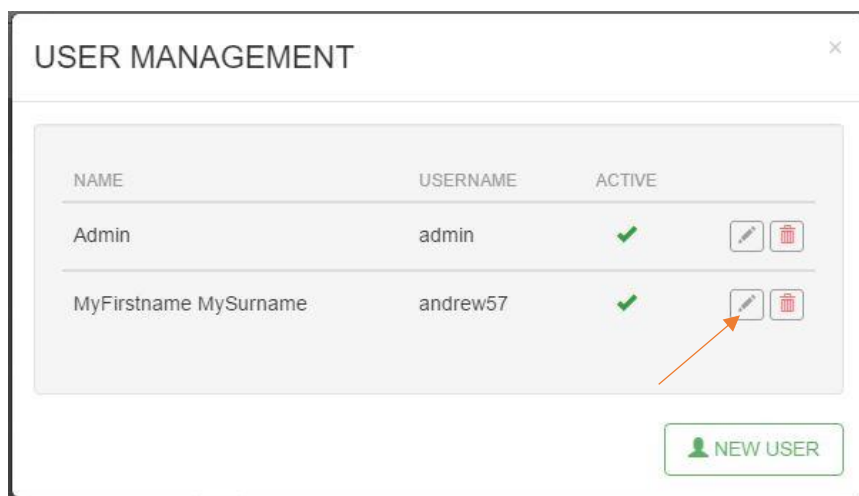 USER MANAGEMENT
NAME USERNAME ACTIVE
Admin admin
MyFirstname MySurname andrew57
NEW USER